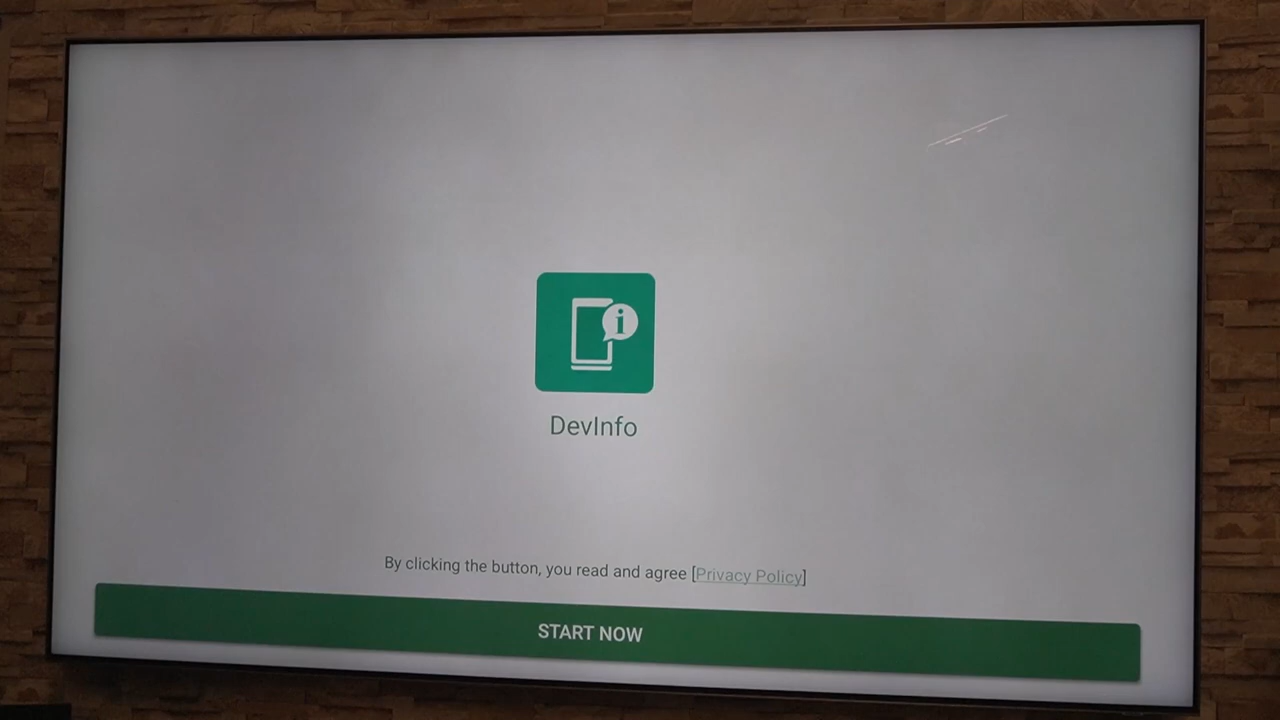 i
DevInfo
By clicking the button, you read and agree [Privacy Policy]
START NOW